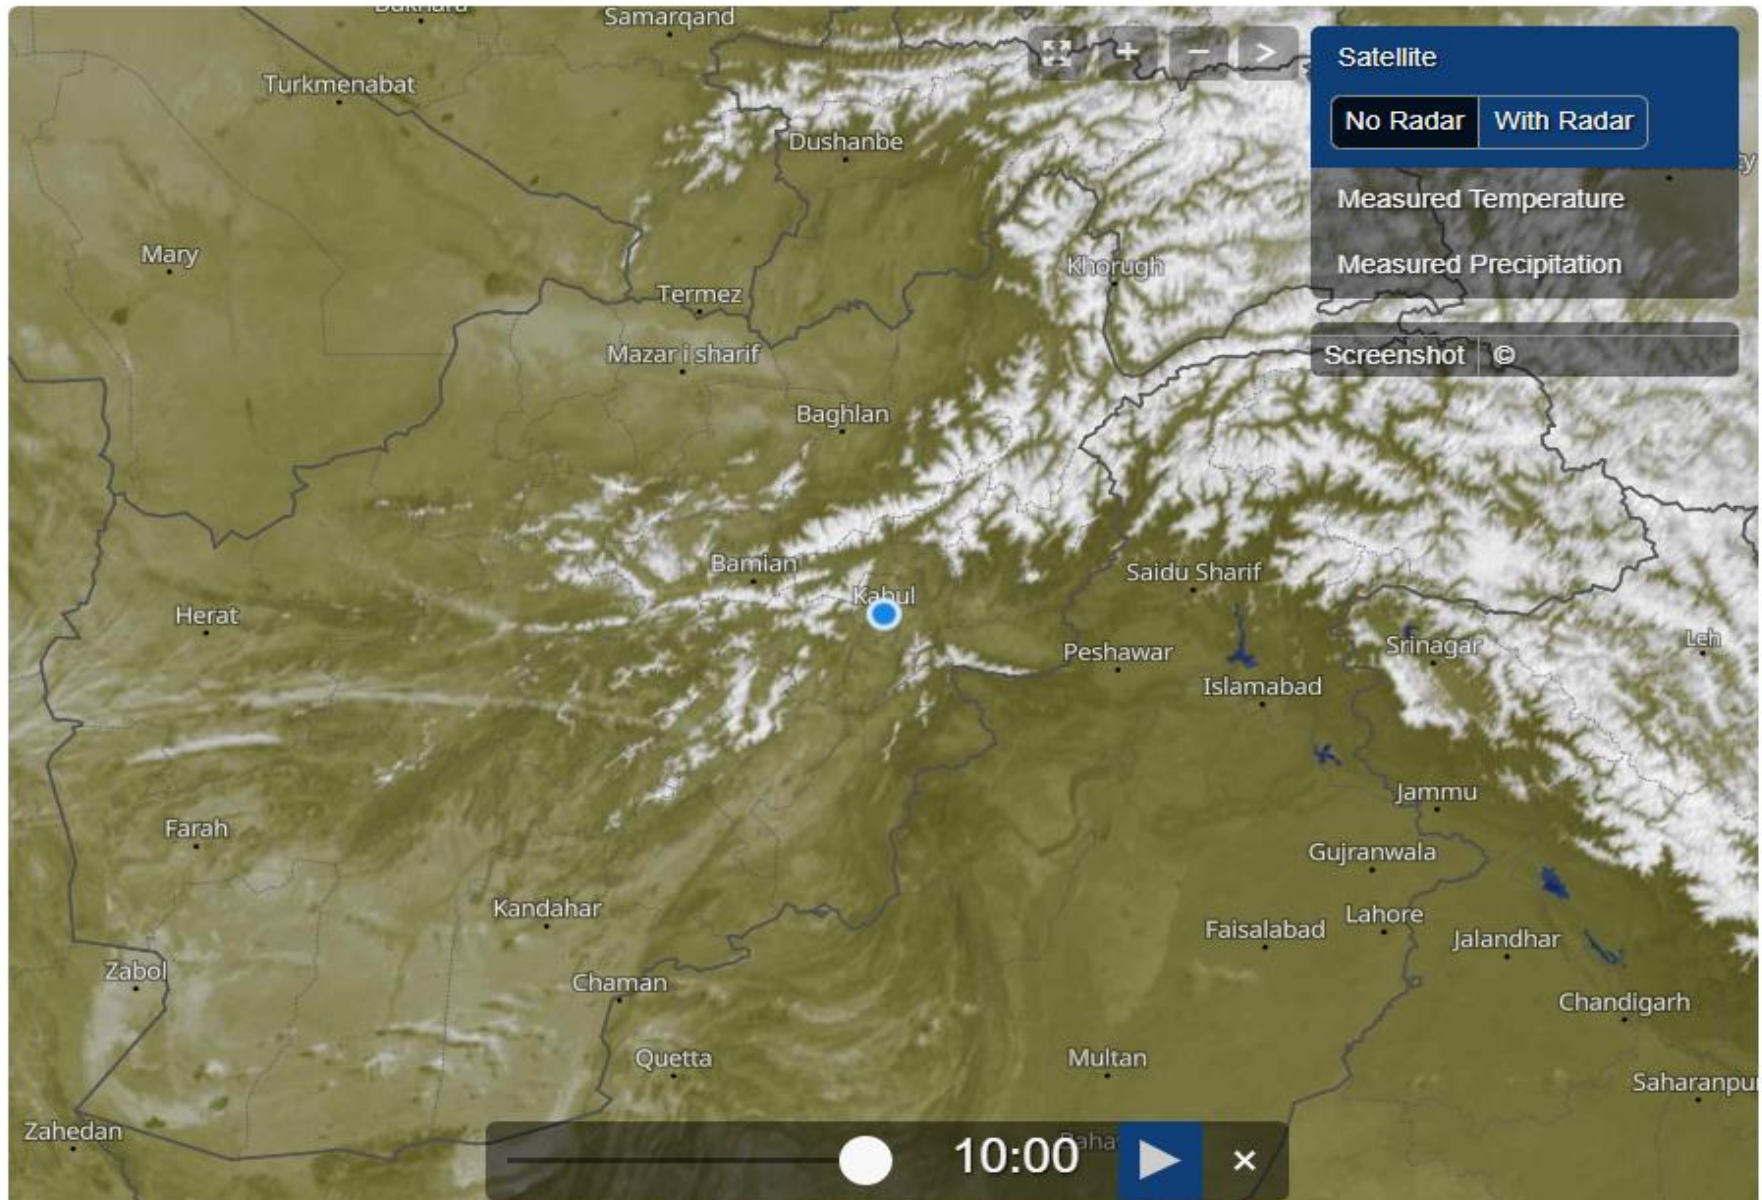 Samarqand
Turkmenabat
Dushanbe
Mary
Khorugh
Termez
Mazar i sharif
Baghlan
Bamian
Kabul
Saidu Sharif
Herat
Peshawar
Srinagar
Leh
Islamabad
Jammu
Farah
Gujranwala
Kandahar
Lahore
Faisalabad
Jalandhar
Zabol
Chaman
Chandigarh
Quetta
Multan
Saharanpu
Zahedan
Satellite
No Radar With Radar
Measured Temperature
Measured Precipitation
Screenshot ©
10:00